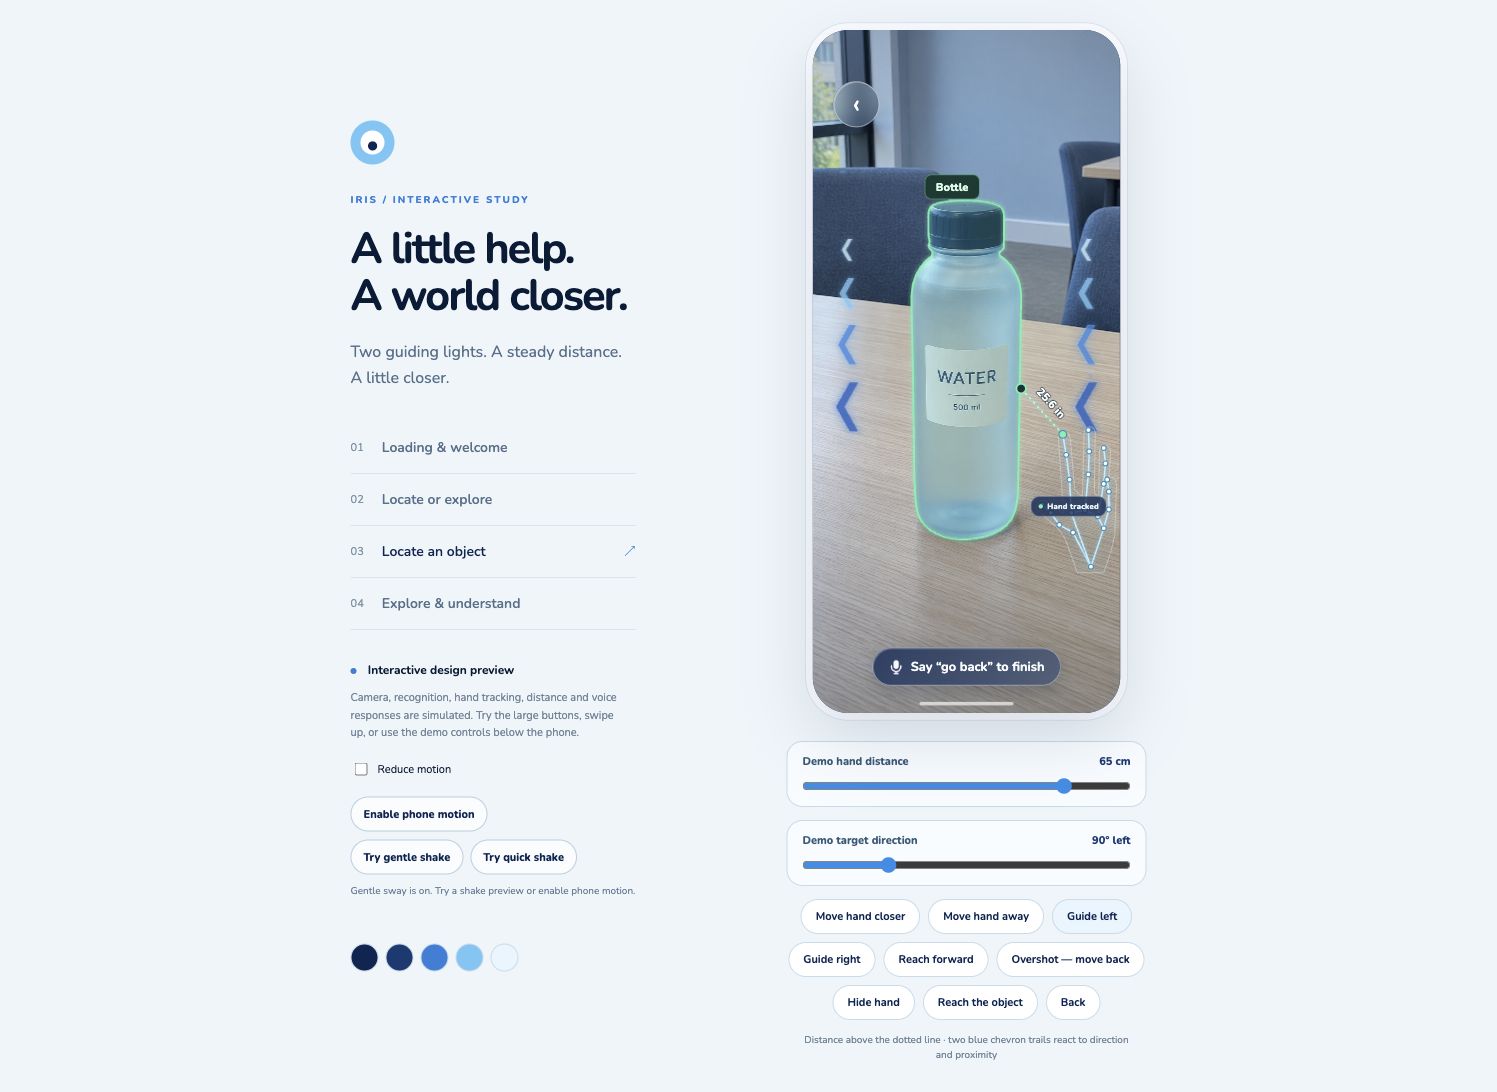 IRIS / INTERACTIVE STUDY
A little help.
A world closer.
Two guiding lights. A steady distance.
A little closer.
01 Loading & welcome
02 Locate or explore
03 Locate an object
04 Explore & understand
Interactive design preview
Camera, recognition, hand tracking, distance and voice
responses are simulated. Try the large buttons, swipe
up, or use the demo controls below the phone.
Reduce motion
Enable phone motion
Try gentle shake
Try quick shake
Gentle sway is on. Try a shake preview or enable phone motion.
Bottle
WATER
500 ml
25.6 in
Hand tracked
Say “go back” to finish
Demo hand distance 65 cm
Demo target direction 90° left
Move hand closer
Move hand away
Guide left
Guide right
Reach forward
Overshot — move back
Hide hand
Reach the object
Back
Distance above the dotted line · two blue chevron trails react to direction
and proximity